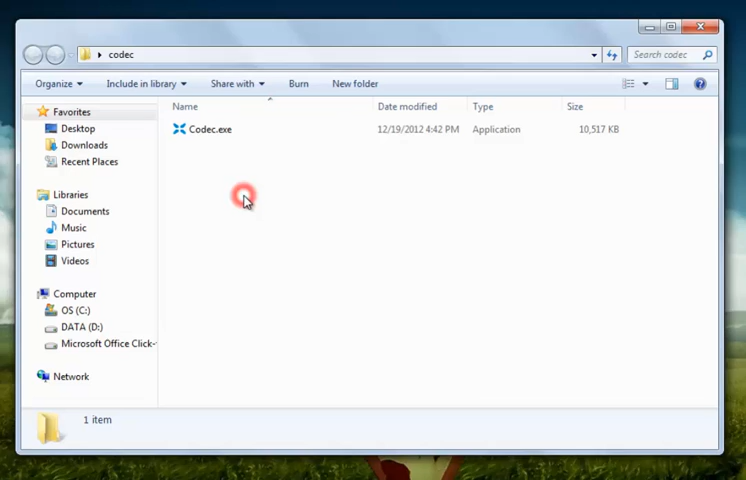 codec
Search codec
Organize
Include in library
Share with
Burn
New folder
Name
Date modified
Type
Size
Favorites
Desktop
Downloads
Recent Places
Libraries
Documents
Music
Pictures
Videos
Computer
OS (C:)
DATA (D:)
Microsoft Office Click-
Network
Codec.exe 12/19/2012 4:42 PM Application 10,517 KB
1 item